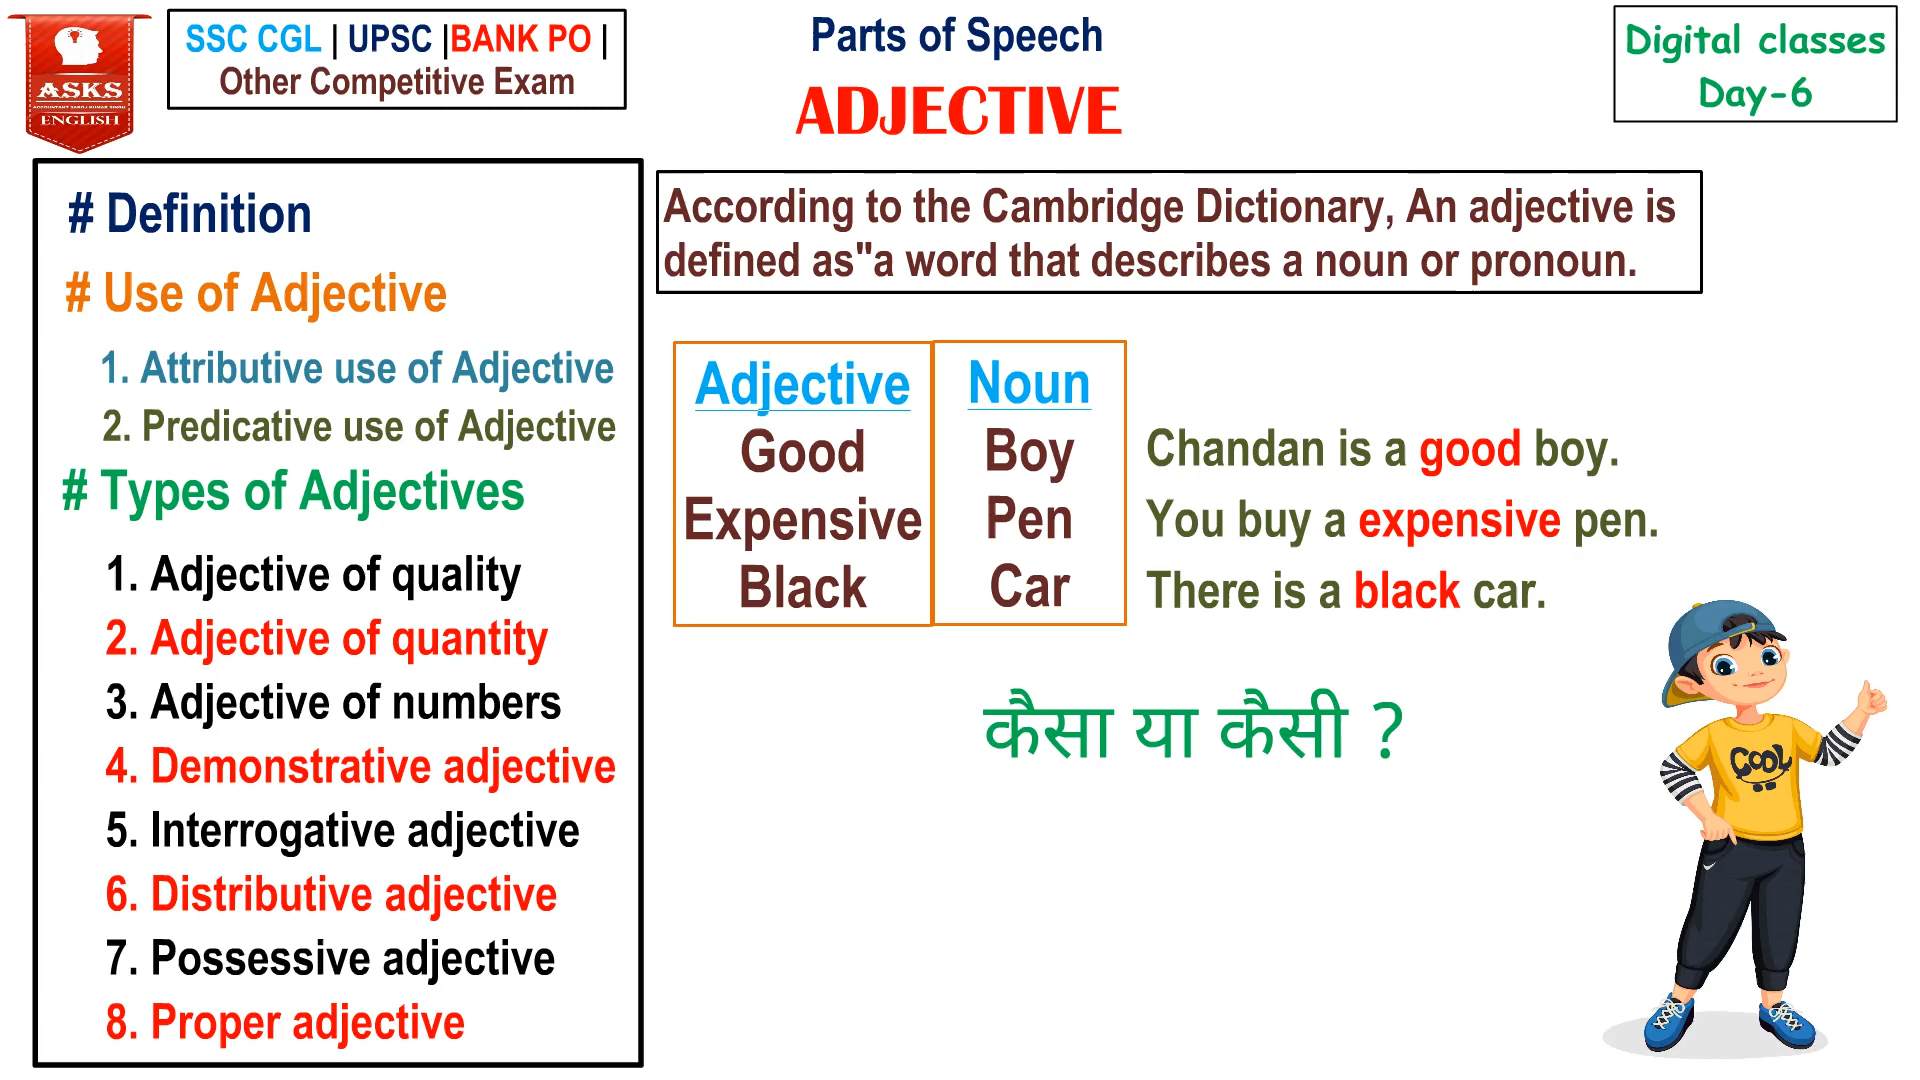 ASKS
ACCOUNTANT SAROJ KUMAR SINGH
ENGLISH
SSC CGL | UPSC |BANK PO |
Other Competitive Exam
Parts of Speech
ADJECTIVE
Digital classes
Day-6
# Definition
# Use of Adjective
1. Attributive use of Adjective
2. Predicative use of Adjective
# Types of Adjectives
1. Adjective of quality
2. Adjective of quantity
3. Adjective of numbers
4. Demonstrative adjective
5. Interrogative adjective
6. Distributive adjective
7. Possessive adjective
8. Proper adjective
According to the Cambridge Dictionary, An adjective is
defined as"a word that describes a noun or pronoun.
Adjective Noun
Good Boy
Expensive Pen
Black Car
Chandan is a good boy.
You buy a expensive pen.
There is a black car.
कैसा या कैसी ?
COOL